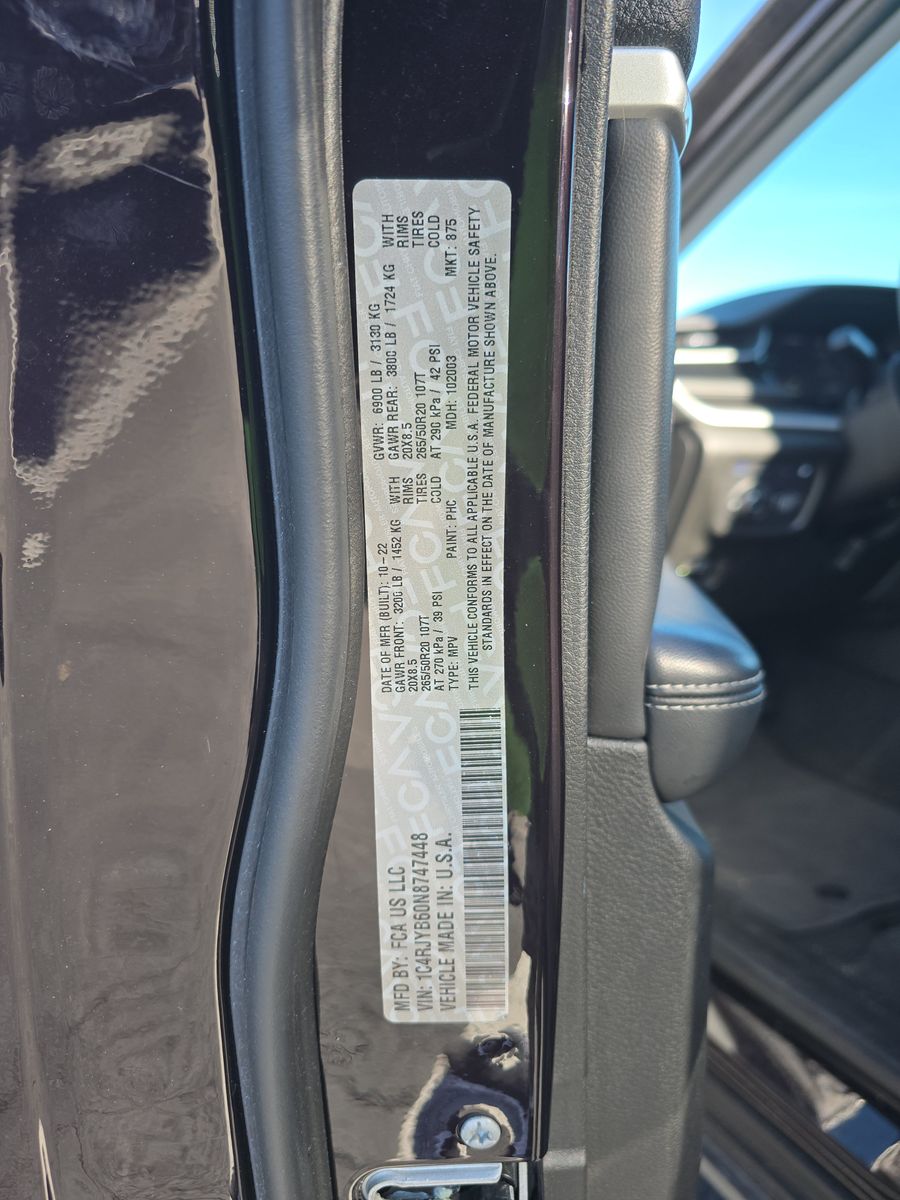 MFD BY: FCA US LLC
VIN: 1C4RJYB60N8747448
VEHICLE MADE IN: U.S.A.
DATE OF MFR (BUILT): 10-22 GVWR: 6900 LB / 3130 KG
GAWR FRONT: 3200 LB / 1452 KG WITH GAWR REAR: 3800 LB / 1724 KG WITH
20X8.5 RIMS 20X8.5 RIMS
265/50R20 107T TIRES 265/50R20 107T TIRES
AT 270 kPa / 39 PSI COLD AT 290 kPa / 42 PSI COLD
TYPE: MPV PAINT: PHC MDH: 102003 MKT: 875
THIS VEHICLE CONFORMS TO ALL APPLICABLE U.S.A. FEDERAL MOTOR VEHICLE SAFETY
STANDARDS IN EFFECT ON THE DATE OF MANUFACTURE SHOWN ABOVE.